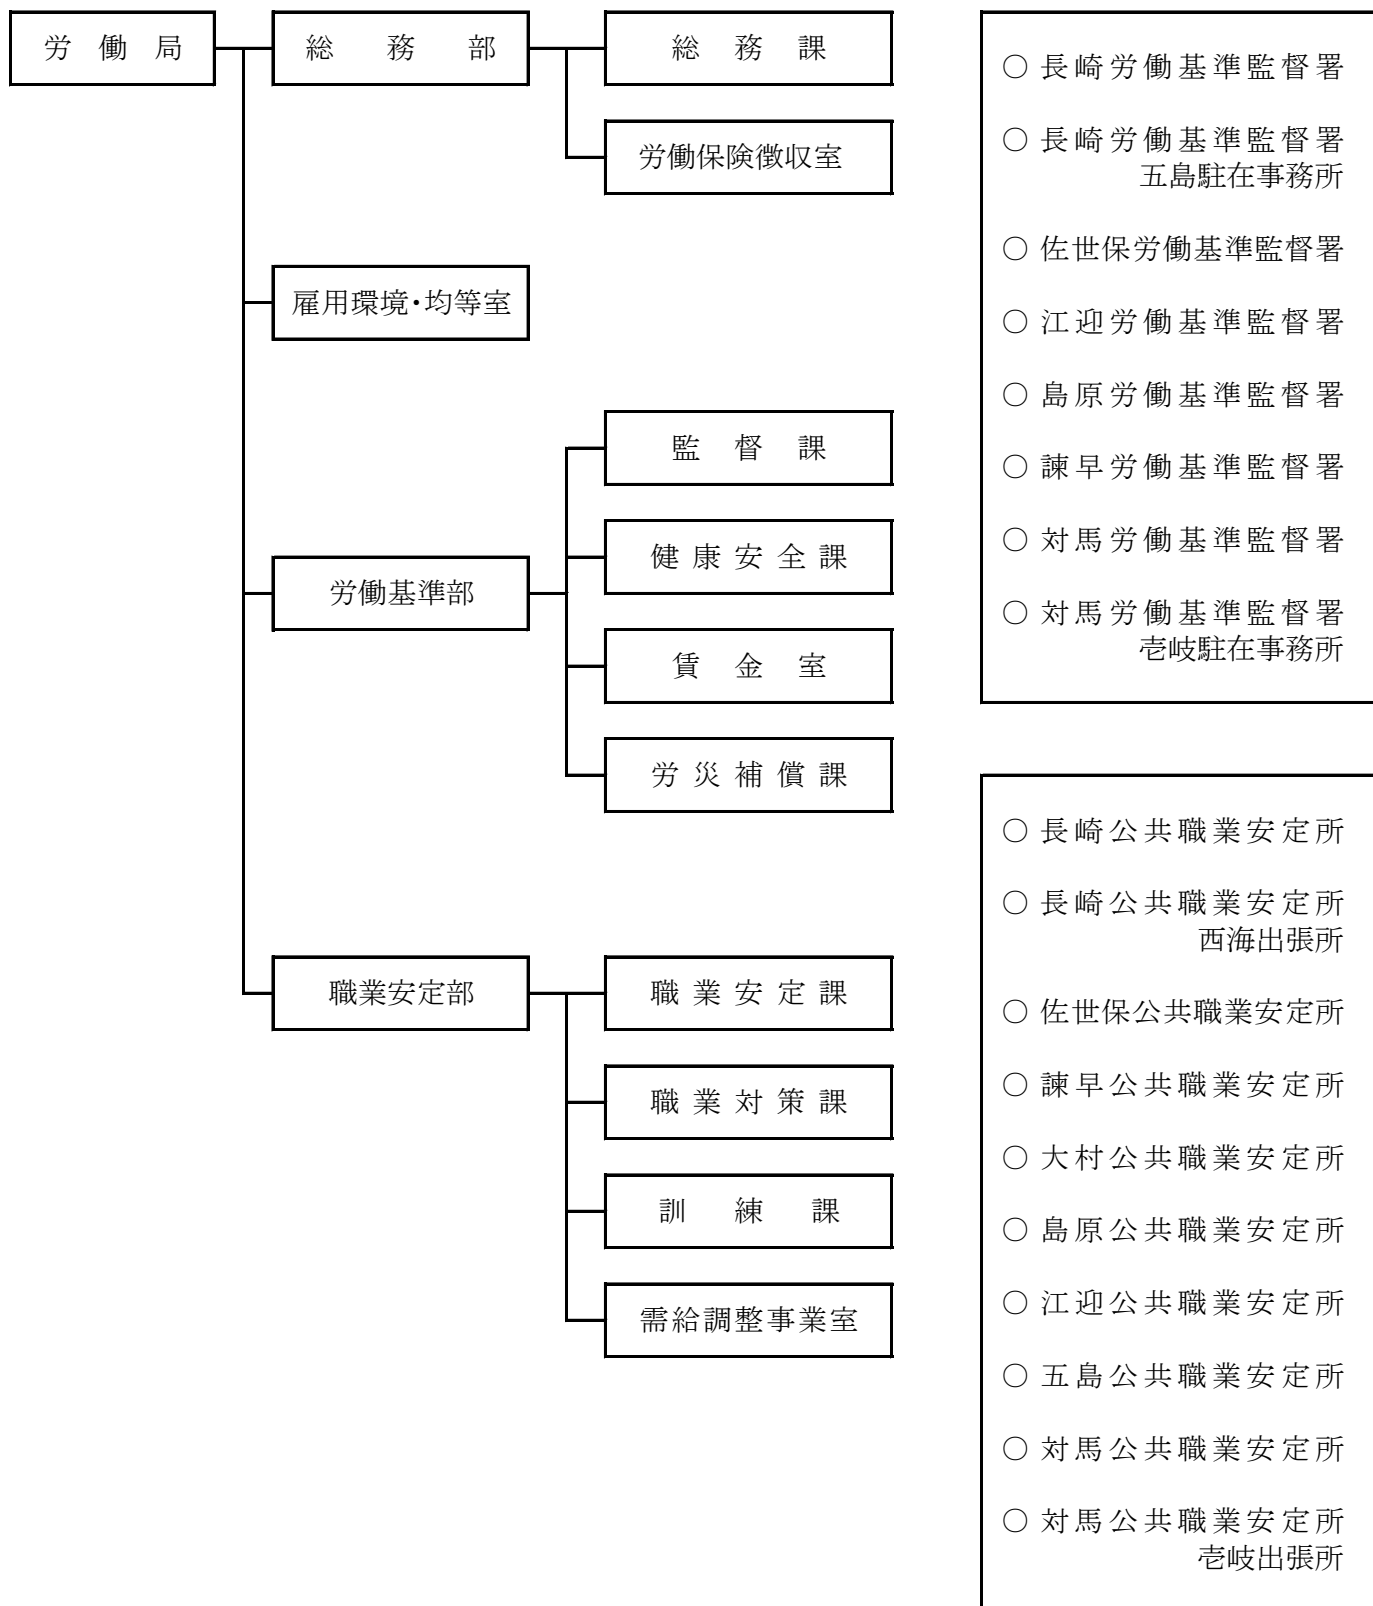 労働局
総務部
総務課
労働保険徴収室
雇用環境・均等室
労働基準部
監督課
健康安全課
賃金室
労災補償課
職業安定部
職業安定課
職業対策課
訓練課
需給調整事業室
○ 長崎労働基準監督署
○ 長崎労働基準監督署
五島駐在事務所
○ 佐世保労働基準監督署
○ 江迎労働基準監督署
○ 島原労働基準監督署
○ 諫早労働基準監督署
○ 対馬労働基準監督署
○ 対馬労働基準監督署
壱岐駐在事務所
○ 長崎公共職業安定所
○ 長崎公共職業安定所
西海出張所
○ 佐世保公共職業安定所
○ 諫早公共職業安定所
○ 大村公共職業安定所
○ 島原公共職業安定所
○ 江迎公共職業安定所
○ 五島公共職業安定所
○ 対馬公共職業安定所
○ 対馬公共職業安定所
壱岐出張所